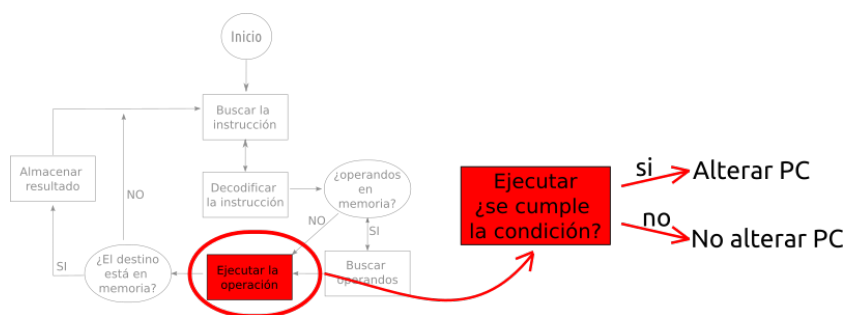 Inicio
Buscar la
instrucción
Almacenar
resultado
NO
Decodificar
la instrucción
¿operandos
en
memoria?
NO
SI
¿El destino
está en
memoria?
SI
Ejecutar la
operación
Buscar
operandos
Ejecutar
¿se cumple
la condición?
si
Alterar PC
no
No alterar PC